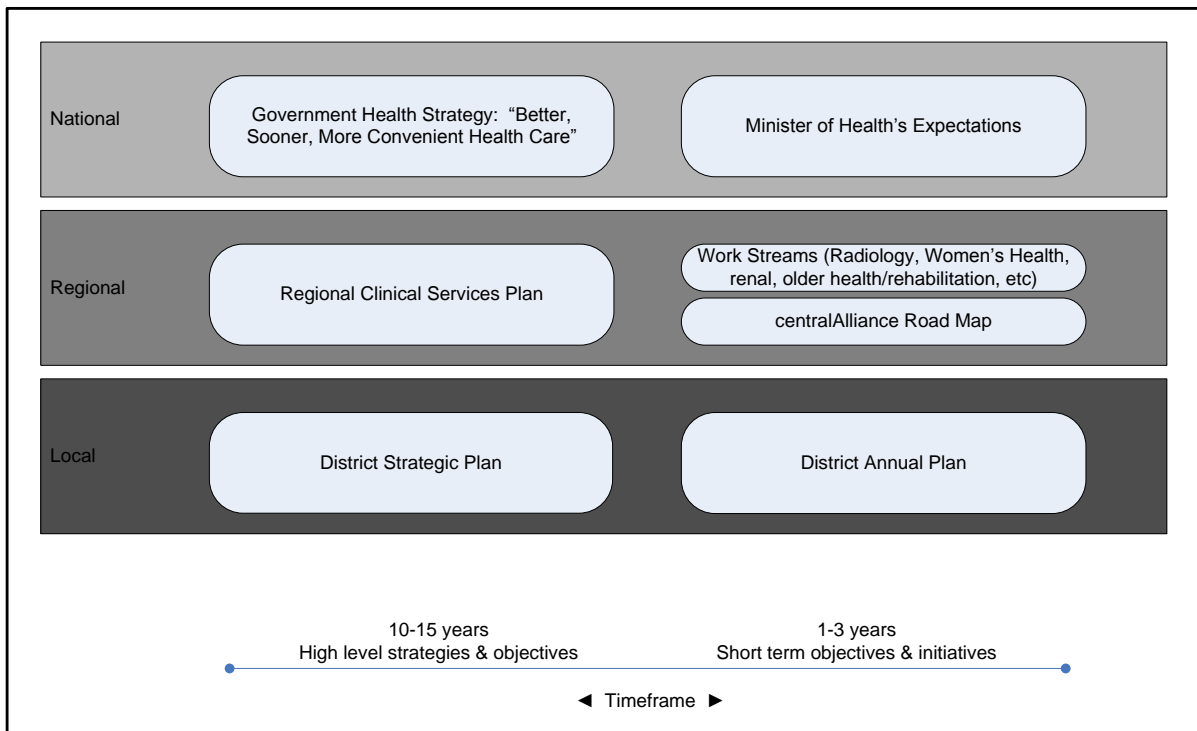 National
Government Health Strategy: “Better,
Sooner, More Convenient Health Care”
Minister of Health’s Expectations
Regional
Regional Clinical Services Plan
Work Streams (Radiology, Women’s Health,
renal, older health/rehabilitation, etc)
centralAlliance Road Map
Local
District Strategic Plan
District Annual Plan
10-15 years
High level strategies & objectives
1-3 years
Short term objectives & initiatives
◄ Timeframe ►